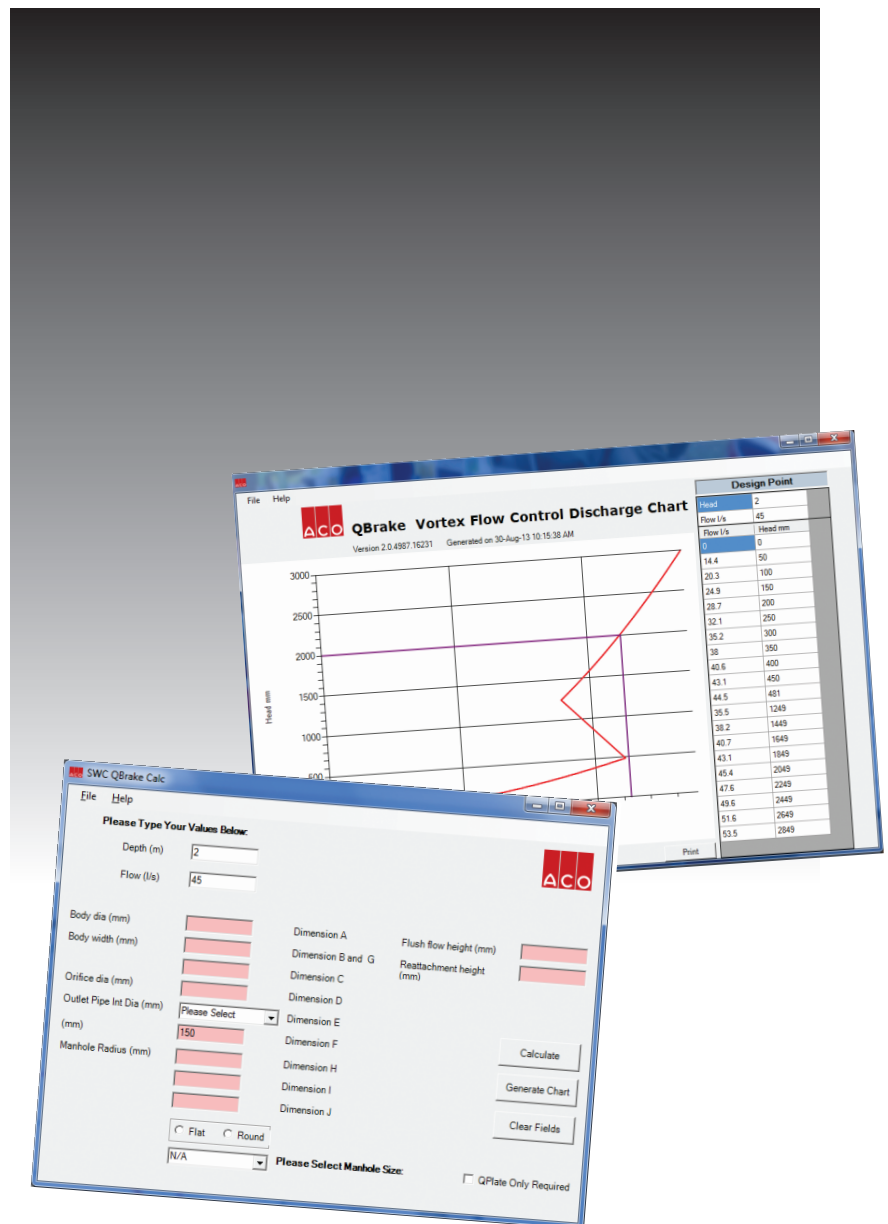 File Help
ACO
QBrake Vortex Flow Control Discharge Chart
Version 2.0.4987.16231 Generated on 30-Aug-13 10:15:38 AM
Head mm
3000
2500
2000
1500
1000
500
Design Point
Head 2
Flow l/s 45
Flow l/s Head mm
0 0
14.4 50
20.3 100
24.9 150
28.7 200
32.1 250
35.2 300
38 350
40.6 400
43.1 450
44.5 481
35.5 1249
38.2 1449
40.7 1649
43.1 1849
45.4 2049
47.6 2249
49.6 2449
51.6 2649
53.5 2849
Print
SWC QBrake Calc
File Help
Please Type Your Values Below:
Depth (m) 2
Flow (l/s) 45
ACO
Body dia (mm) Dimension A Flush flow height (mm)
Body width (mm) Dimension B and G Reattachment height (mm)
Dimension C
Orifice dia (mm) Dimension D
Outlet Pipe Int Dia (mm) Please Select Dimension E
(mm) 150 Dimension F
Manhole Radius (mm) Dimension H
Dimension I
Dimension J
Calculate
Generate Chart
Clear Fields
Flat Round
N/A Please Select Manhole Size:
QPlate Only Required